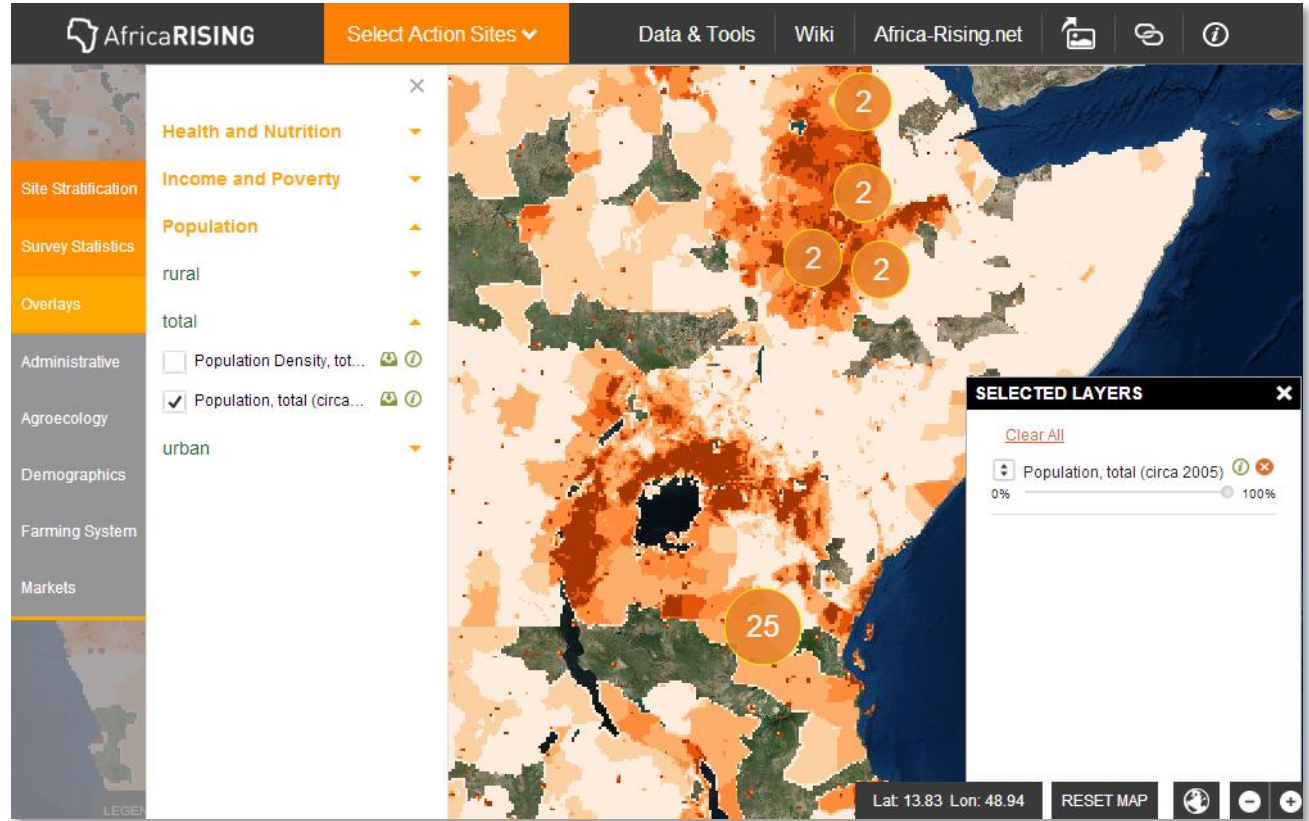 AfricaRISING
Select Action Sites
Data & Tools
Wiki
Africa-Rising.net
Site Stratification
Survey Statistics
Overlays
Administrative
Agroecology
Demographics
Farming System
Markets
LEGEN
Health and Nutrition
Income and Poverty
Population
rural
total
Population Density, tot...
Population, total (circa...
urban
2
2
2
2
25
SELECTED LAYERS
Clear All
Population, total (circa 2005)
0%
100%
Lat: 13.83 Lon: 48.94
RESET MAP